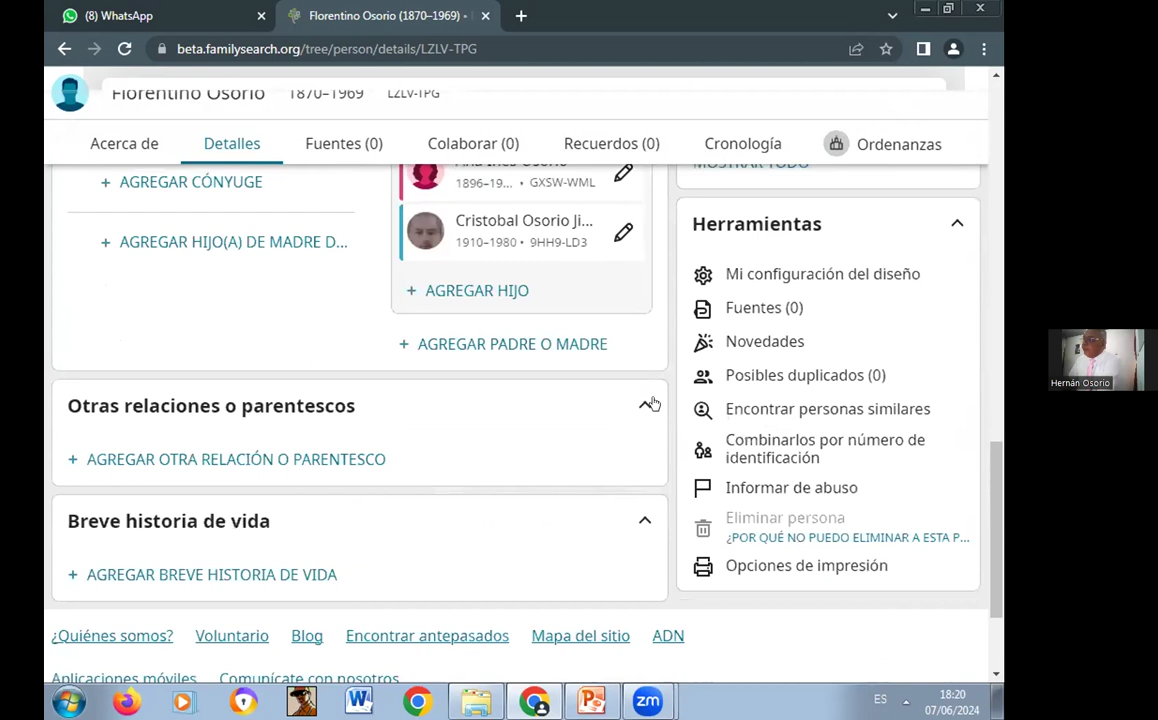 (8) WhatsApp
Florentino Osorio (1870–1969) •
beta.familysearch.org/tree/person/details/LZLV-TPG
Florentino Osorio 1870–1969 LZLV-TPG
Acerca de Detalles Fuentes (0) Colaborar (0) Recuerdos (0) Cronología Ordenanzas
+ AGREGAR CÓNYUGE
+ AGREGAR HIJO(A) DE MADRE D...
Ana Inés Osorio
1896–19... • GXSW-WML
Cristobal Osorio Ji...
1910–1980 • 9HH9-LD3
+ AGREGAR HIJO
+ AGREGAR PADRE O MADRE
Otras relaciones o parentescos
+ AGREGAR OTRA RELACIÓN O PARENTESCO
Breve historia de vida
+ AGREGAR BREVE HISTORIA DE VIDA
MOSTRAR TODO
Herramientas
Mi configuración del diseño
Fuentes (0)
Novedades
Posibles duplicados (0)
Encontrar personas similares
Combinarlos por número de
identificación
Informar de abuso
Eliminar persona
¿POR QUÉ NO PUEDO ELIMINAR A ESTA P...
Opciones de impresión
¿Quiénes somos? Voluntario Blog Encontrar antepasados Mapa del sitio ADN
Aplicaciones móviles Comunícate con nosotros
Hernán Osorio
zm
ES
18:20
07/06/2024